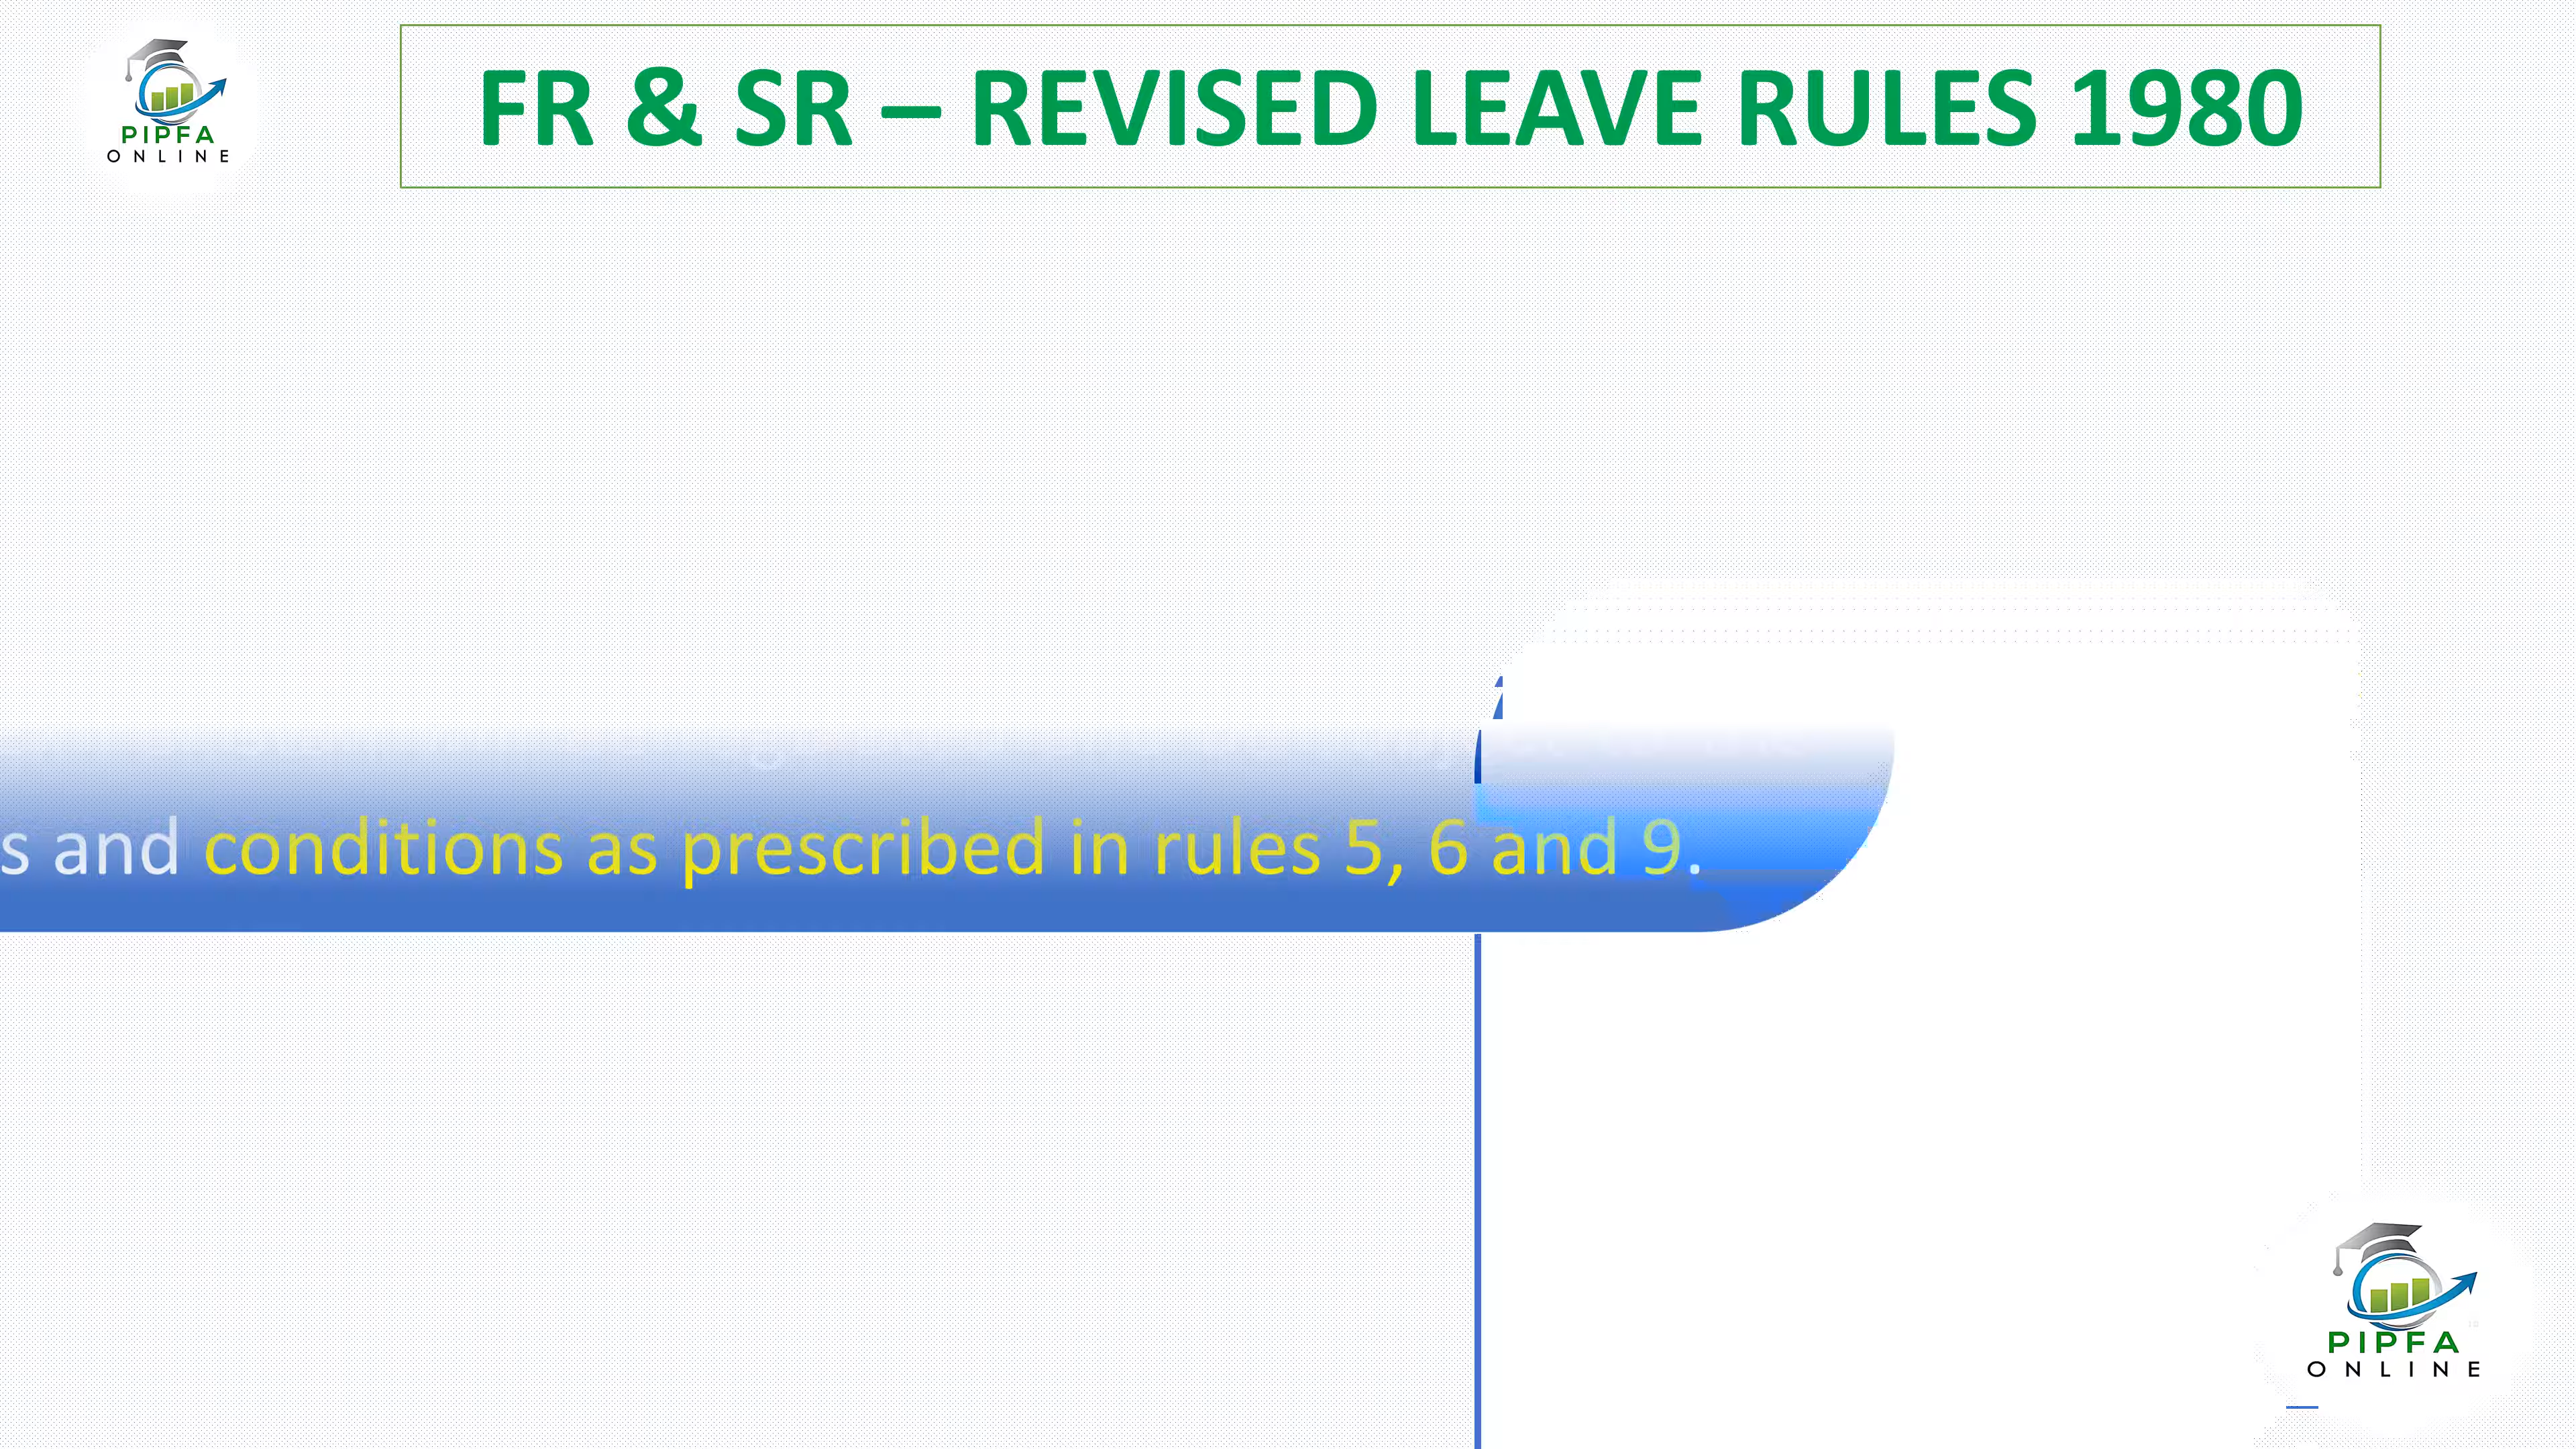 PIPFA
ONLINE
FR & SR – REVISED LEAVE RULES 1980
s and conditions as prescribed in rules 5, 6 and 9.
PIPFA
ONLINE